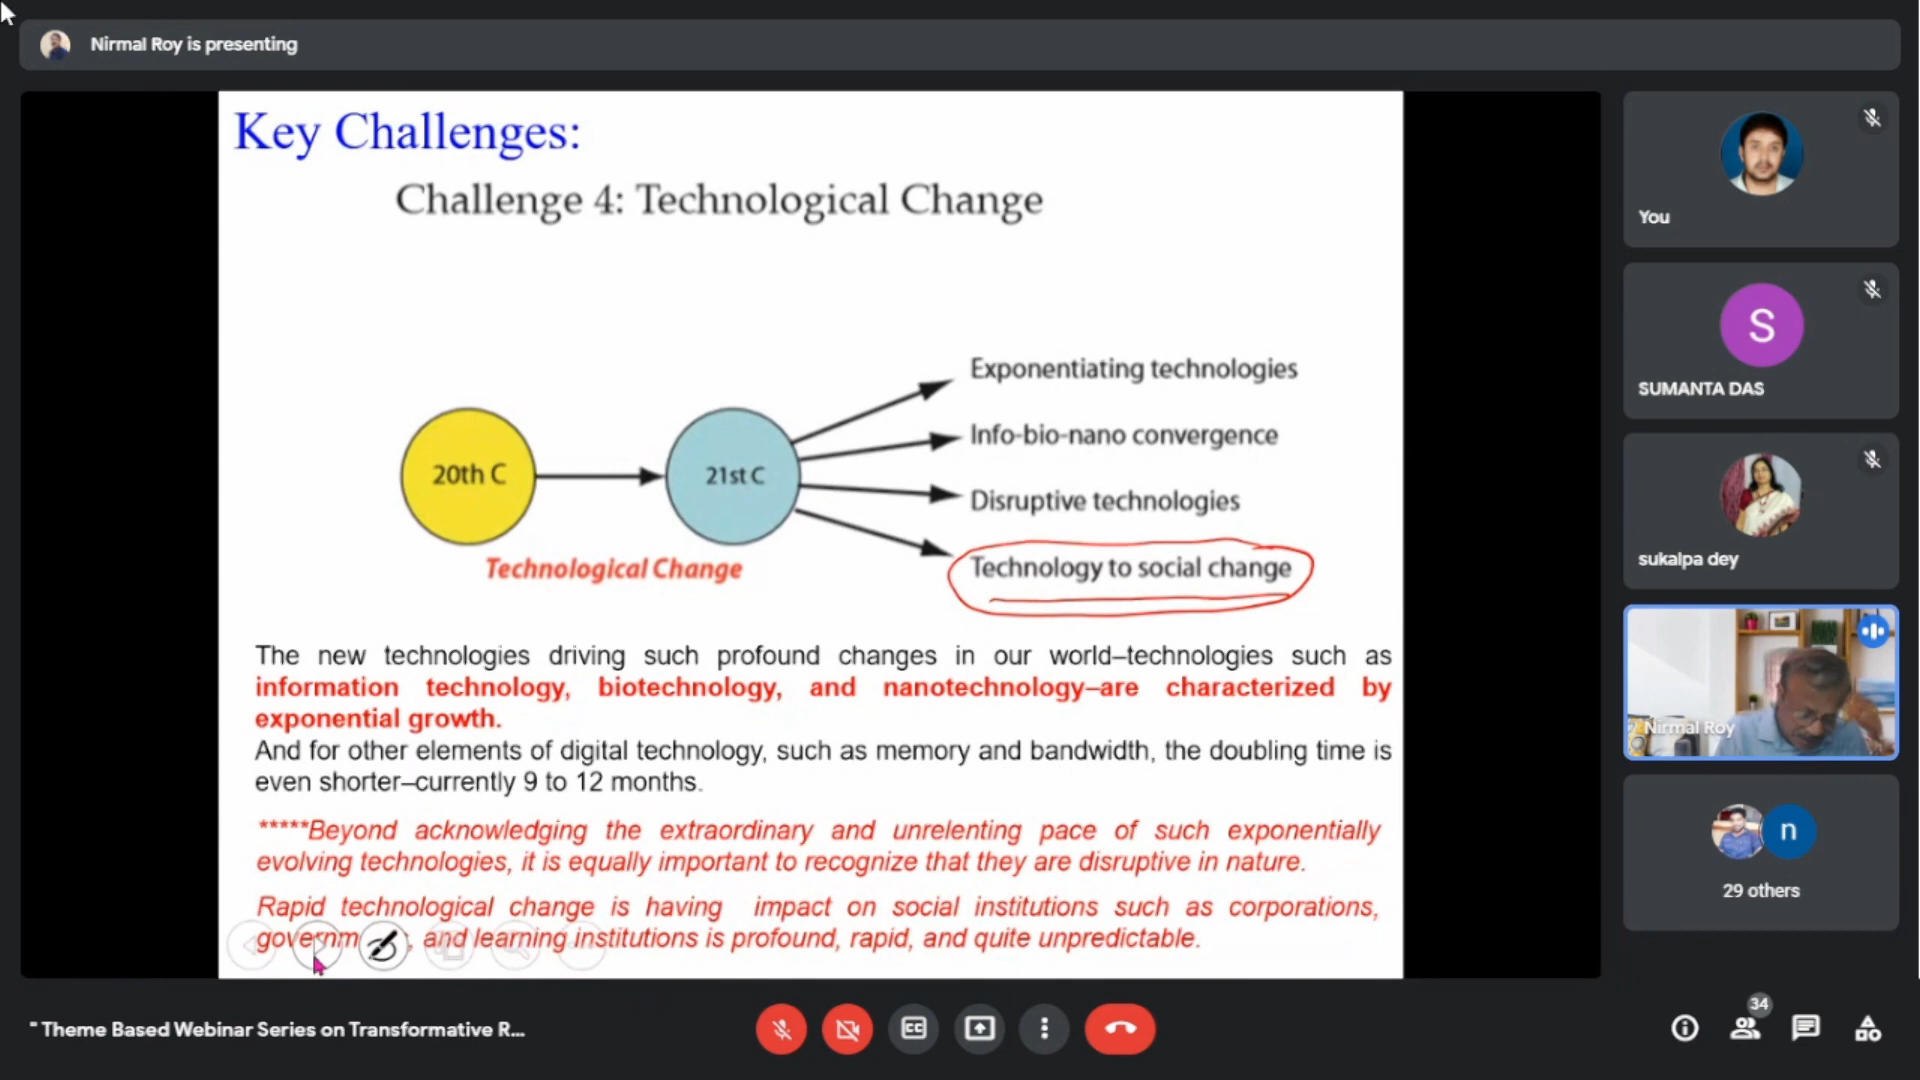 Nirmal Roy is presenting
Key Challenges:
Challenge 4: Technological Change
Exponentiating technologies
Info-bio-nano convergence
20th C
21st C
Disruptive technologies
Technology to social change
Technological Change
The new technologies driving such profound changes in our world–technologies such as
information technology, biotechnology, and nanotechnology–are characterized by
exponential growth.
And for other elements of digital technology, such as memory and bandwidth, the doubling time is
even shorter–currently 9 to 12 months.
*****Beyond acknowledging the extraordinary and unrelenting pace of such exponentially
evolving technologies, it is equally important to recognize that they are disruptive in nature.
Rapid technological change is having impact on social institutions such as corporations,
and learning institutions is profound, rapid, and quite unpredictable.
You
S
SUMANTA DAS
sukalpa dey
Nirmal Roy
n
29 others
" Theme Based Webinar Series on Transformative R...
CC
34